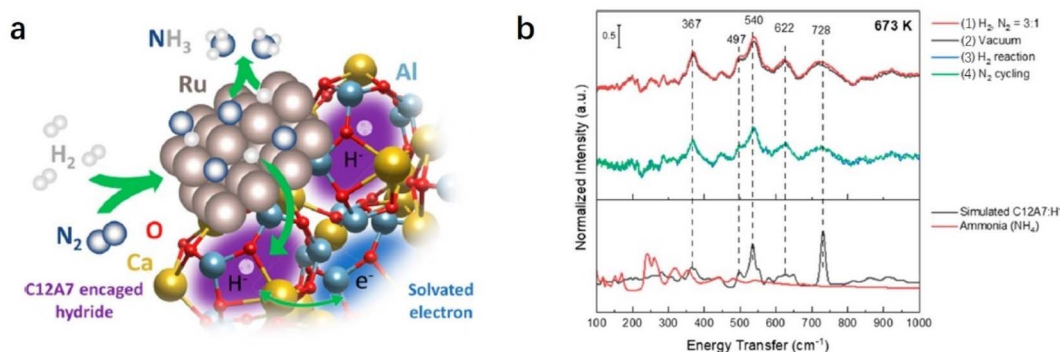 a
NH3
Ru
Al
H2
H-
N2
O
Ca
H-
e-
C12A7 encaged
hydride
Solvated
electron
b
673 K
0.5
367
497
540
622
728
(1) H2, N2 = 3:1
(2) Vacuum
(3) H2 reaction
(4) N2 cycling
Normalized Intensity (a.u.)
Simulated C12A7:H-
Ammonia (NH4)
100 200 300 400 500 600 700 800 900 1000
Energy Transfer (cm-1)